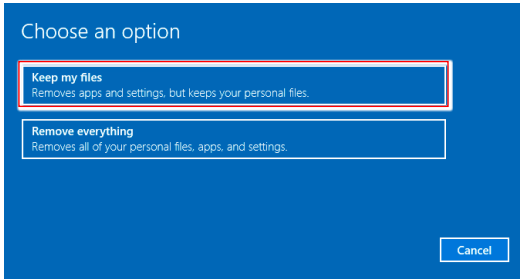 Choose an option
Keep my files
Removes apps and settings, but keeps your personal files.
Remove everything
Removes all of your personal files, apps, and settings.
Cancel